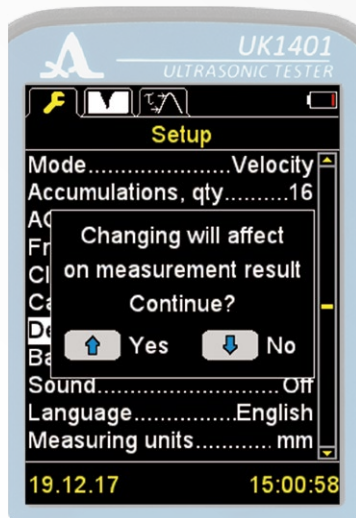 UK1401
ULTRASONIC TESTER
Setup
Mode......................Velocity
Accumulations, qty..........16
Changing will affect
on measurement result
Continue?
Yes No
Sound............................Off
Language...............English
Measuring units............ mm
19.12.17 15:00:58